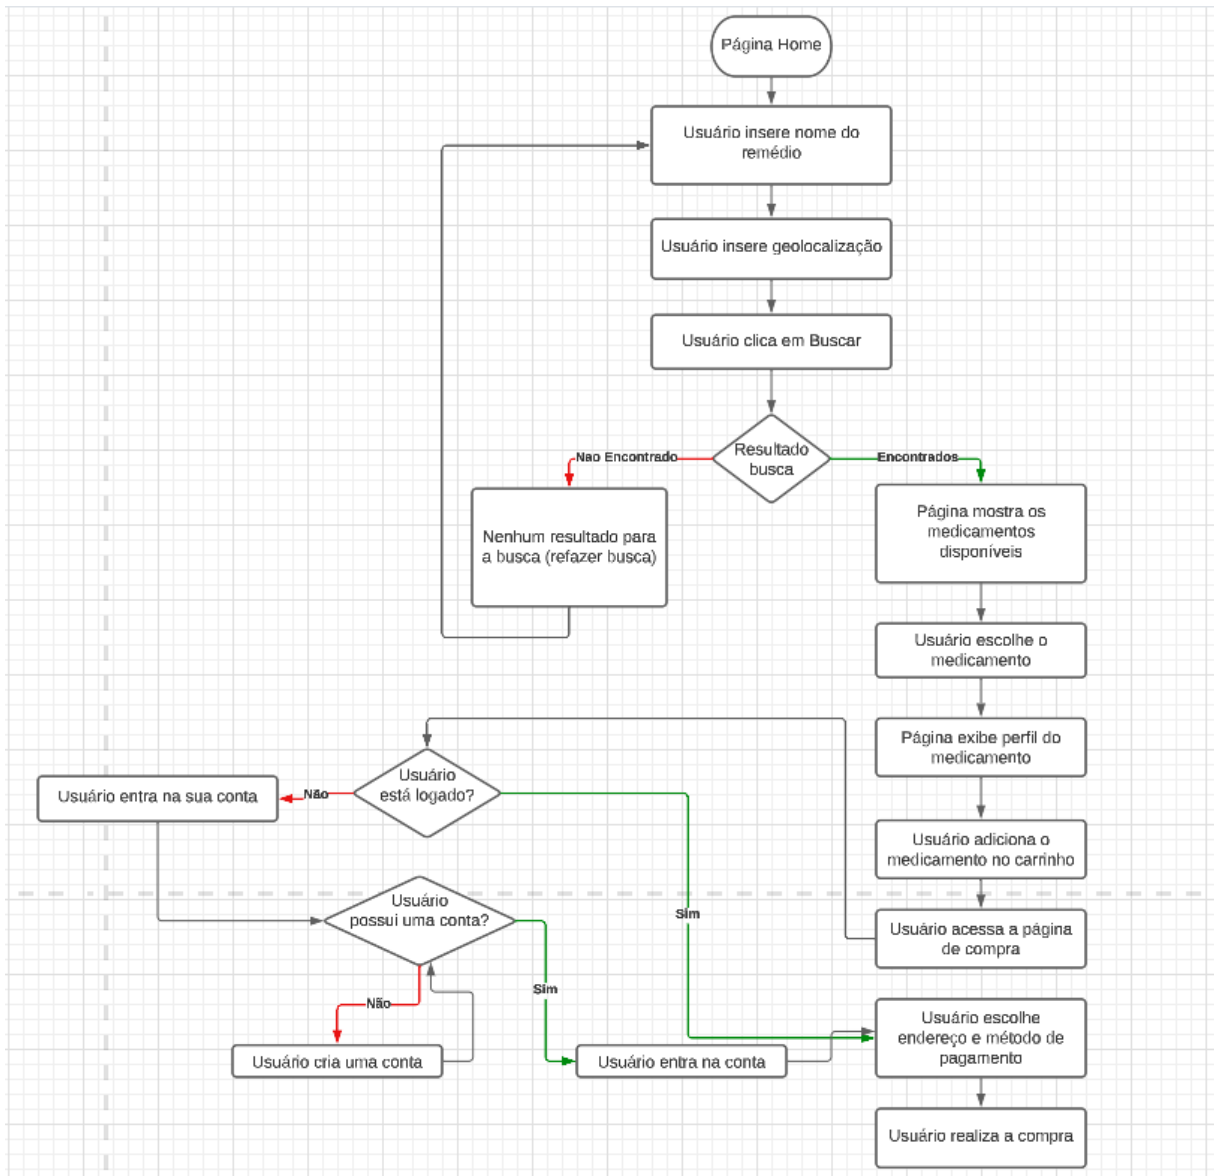 Página Home
Usuário insere nome do
remédio
Usuário insere geolocalização
Usuário clica em Buscar
Resultado
busca
Nao Encontrado
Encontrados
Nenhum resultado para
a busca (refazer busca)
Página mostra os
medicamentos
disponíveis
Usuário escolhe o
medicamento
Página exibe perfil do
medicamento
Usuário adiciona o
medicamento no carrinho
Usuário acessa a página
de compra
Usuário
está logado?
Não
Usuário entra na sua conta
Sim
Usuário
possui uma conta?
Não
Sim
Usuário cria uma conta
Usuário entra na conta
Usuário escolhe
endereço e método de
pagamento
Usuário realiza a compra